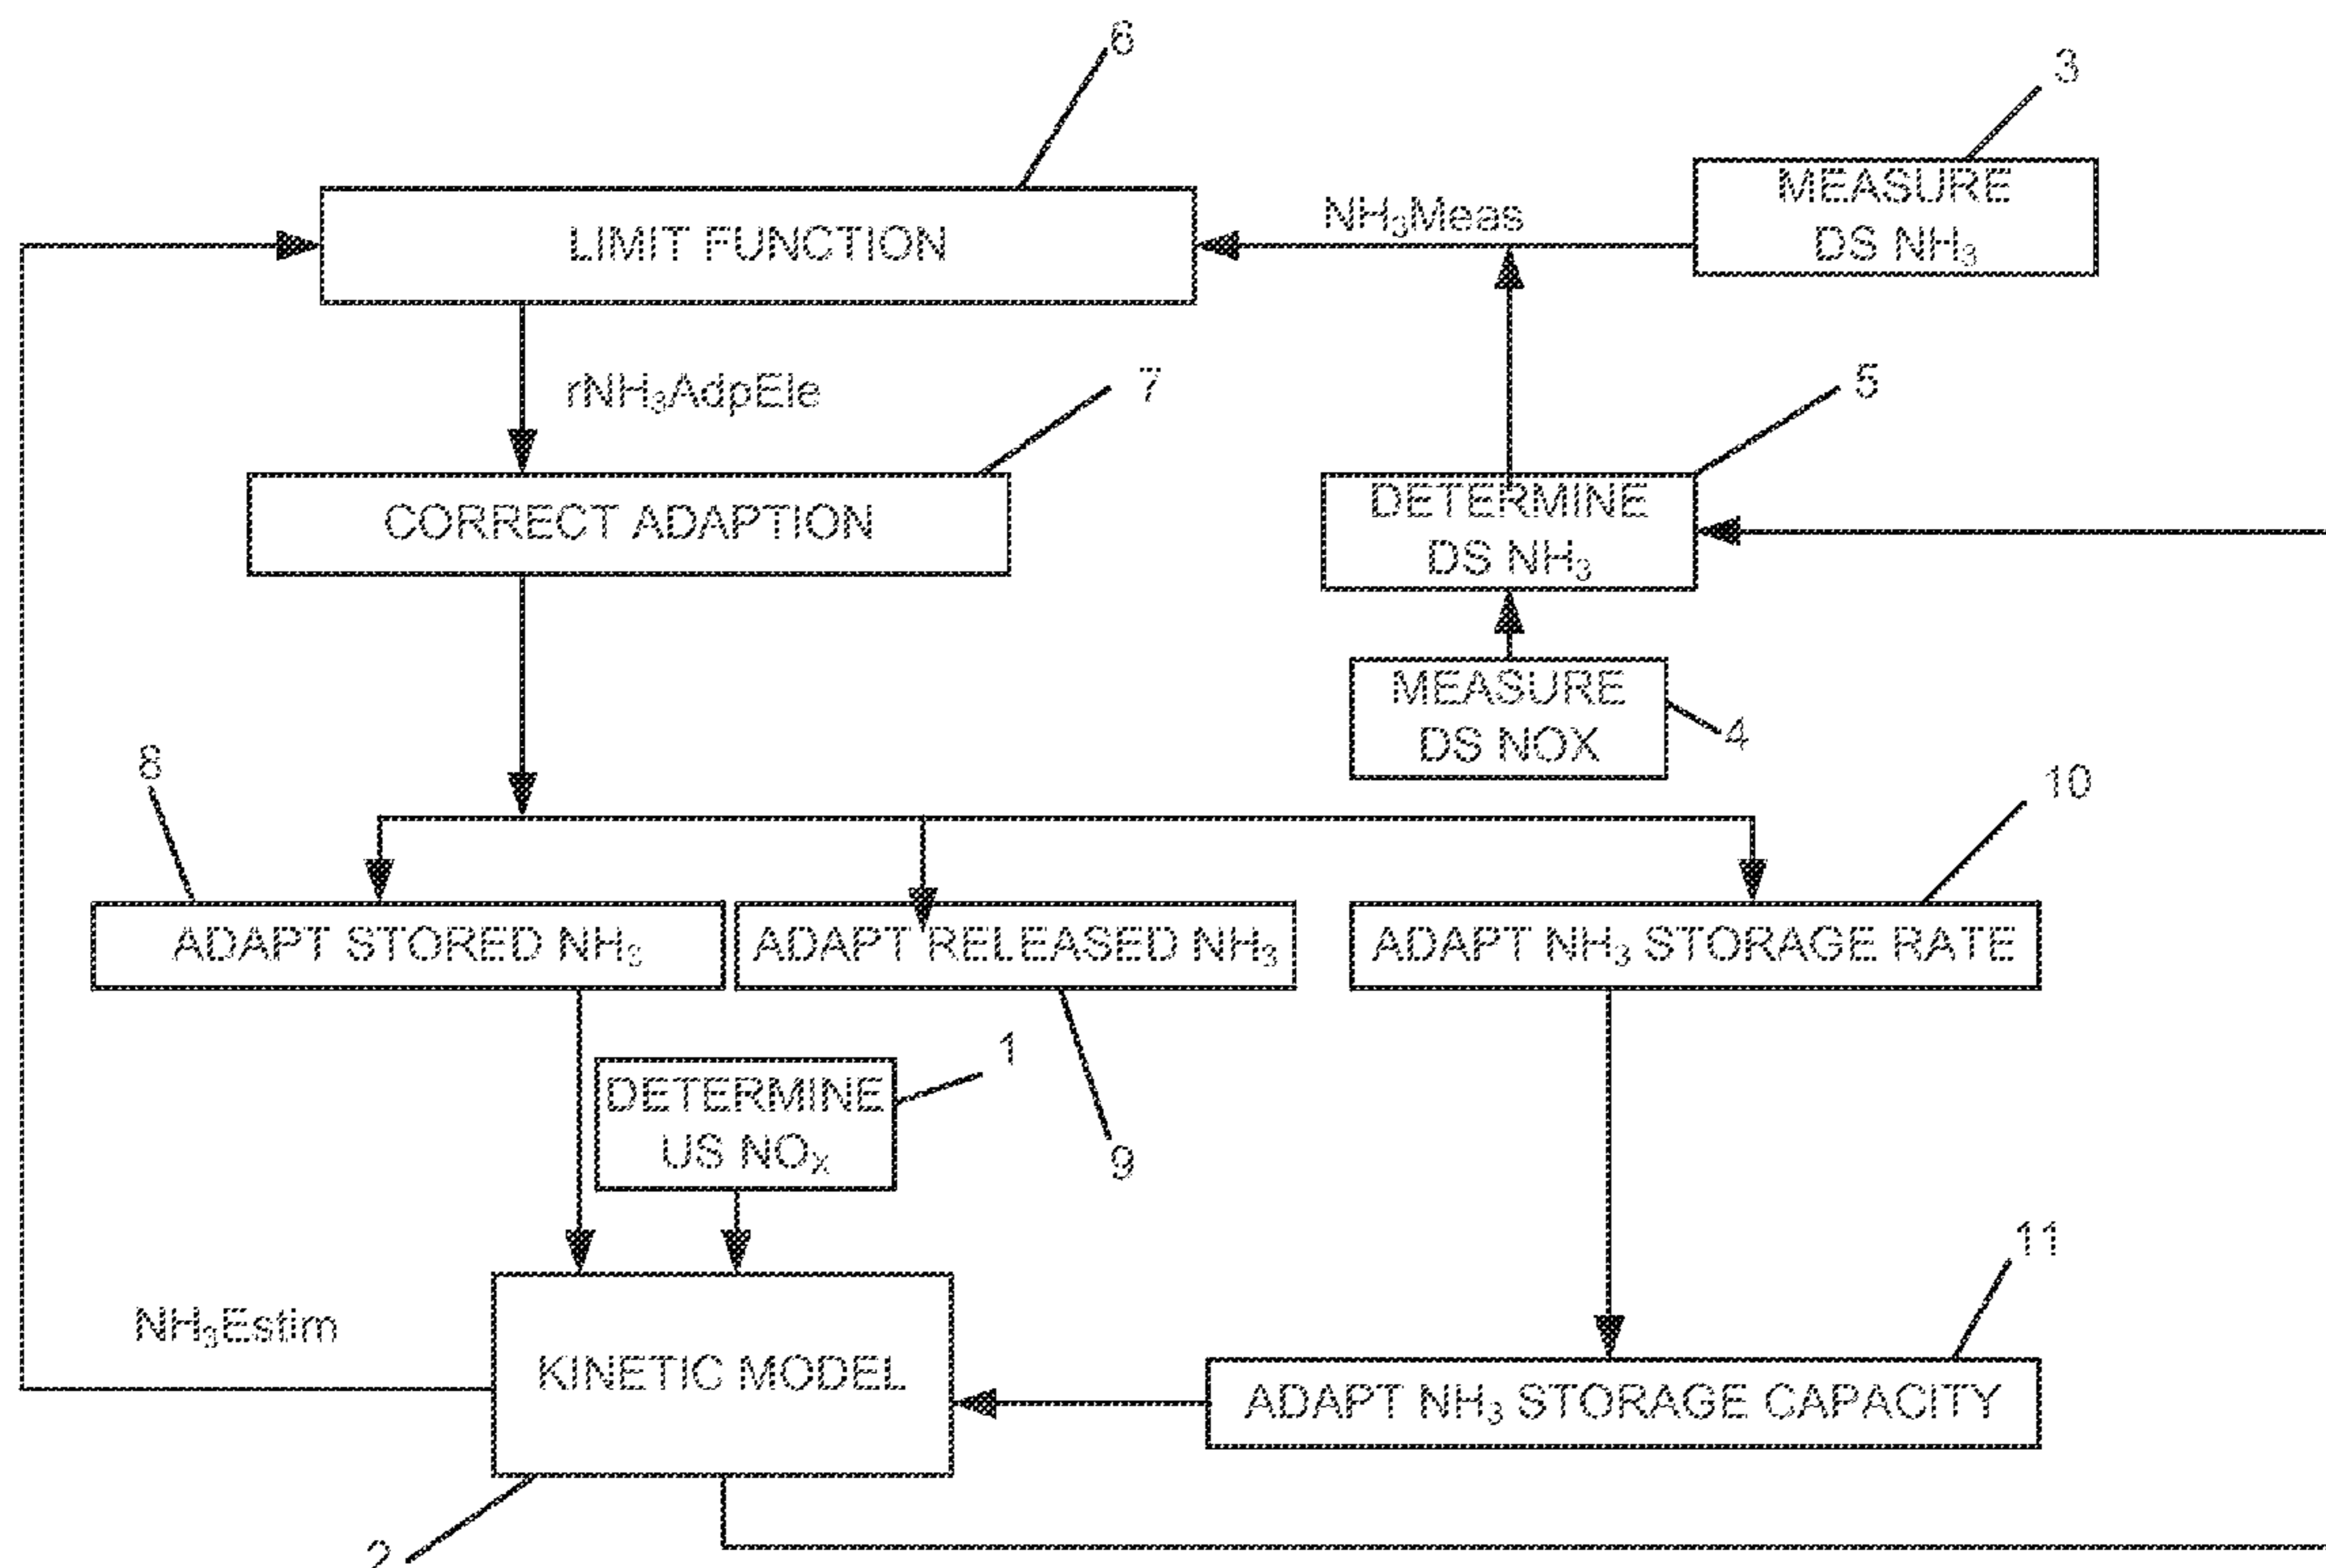 6
3
MEASURE
DS NH₃
NH₃Meas
LIMIT FUNCTION
rNH₃AdpEle
7
5
CORRECT ADAPTION
DETERMINE
DS NH₃
MEASURE
DS NOX
4
8
10
ADAPT STORED NH₃
ADAPT RELEASED NH₃
ADAPT NH₃ STORAGE RATE
1
DETERMINE
US NOₓ
9
11
NH₃Estim
KINETIC MODEL
ADAPT NH₃ STORAGE CAPACITY
2